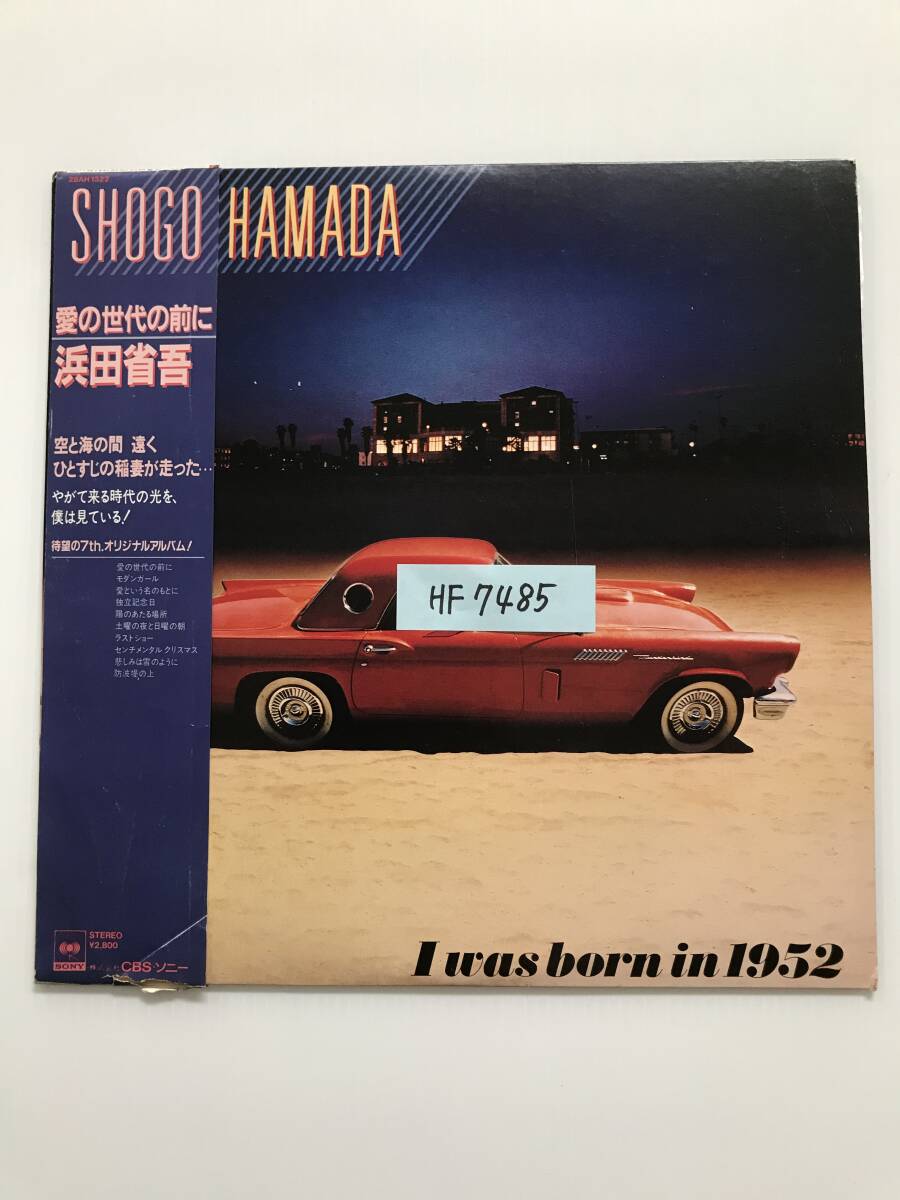 28AH1322
SHOGO HAMADA
愛の世代の前に
浜田省吾
空と海の間 遠く
ひとすじの稲妻が走った…
やがて来る時代の光を、
僕は見ている!
待望の7th.オリジナルアルバム!
愛の世代の前に
モダンガール
愛という名のもとに
独立記念日
陽のあたる場所
土曜の夜と日曜の朝
ラストショー
センチメンタル クリスマス
悲しみは雪のように
防波堤の上
HF 7485
Thunderbird
STEREO
¥2,800
SONY
株式会社 CBS・ソニー
I was born in 1952